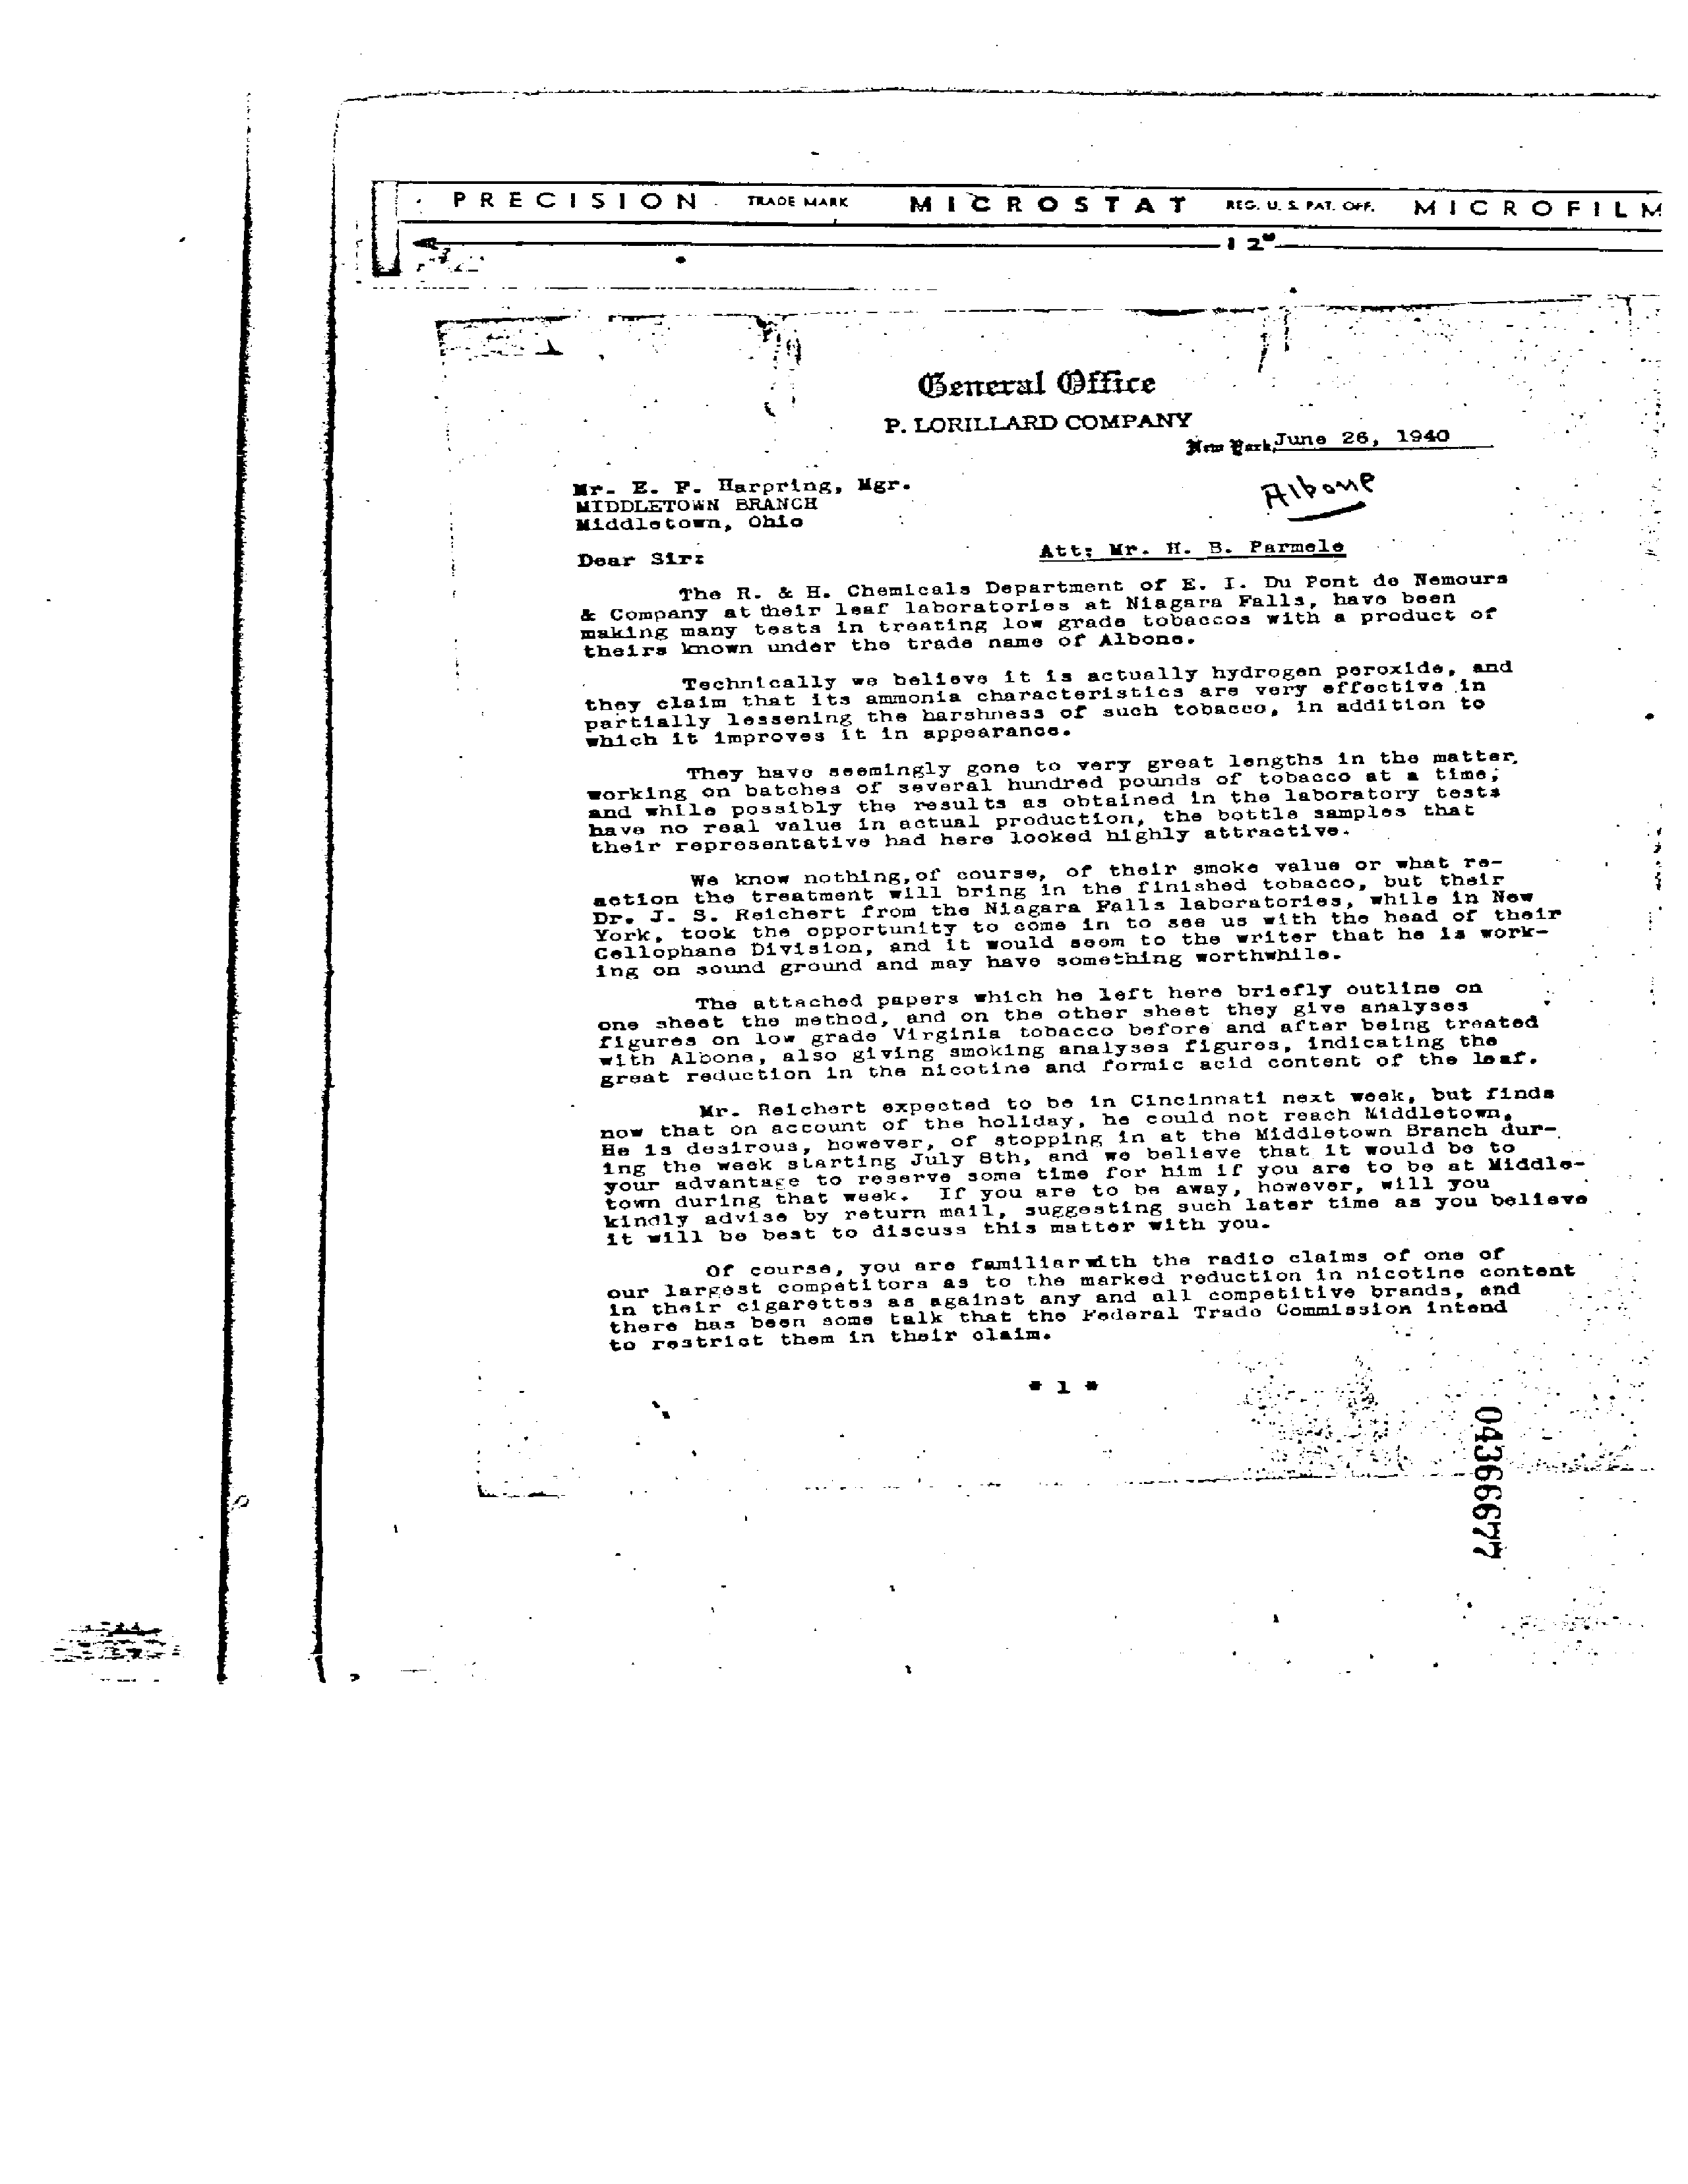 PRECISION TRADE MARK MICROSTAT REG. U. S. PAT. OFF. MICROFILM
12"
General Office
P. LORILLARD COMPANY
New York, June 26, 1940
Mr. E. F. Harpring, Mgr.
MIDDLETOWN BRANCH
Middletown, Ohio
Albone
Dear Sir:
Att: Mr. H. B. Parmele
The R. & H. Chemicals Department of E. I. Du Pont de Nemours
& Company at their leaf laboratories at Niagara Falls, have been
making many tests in treating low grade tobaccos with a product of
theirs known under the trade name of Albone.
Technically we believe it is actually hydrogen peroxide, and
they claim that its ammonia characteristics are very effective in
partially lessening the harshness of such tobacco, in addition to
which it improves it in appearance.
They have seemingly gone to very great lengths in the matter,
working on batches of several hundred pounds of tobacco at a time;
and while possibly the results as obtained in the laboratory tests
have no real value in actual production, the bottle samples that
their representative had here looked highly attractive.
We know nothing, of course, of their smoke value or what re-
action the treatment will bring in the finished tobacco, but their
Dr. J. S. Reichert from the Niagara Falls laboratories, while in New
York, took the opportunity to come in to see us with the head of their
Cellophane Division, and it would seem to the writer that he is work-
ing on sound ground and may have something worthwhile.
The attached papers which he left here briefly outline on
one sheet the method, and on the other sheet they give analyses
figures on low grade Virginia tobacco before and after being treated
with Albone, also giving smoking analyses figures, indicating the
great reduction in the nicotine and formic acid content of the leaf.
Mr. Reichert expected to be in Cincinnati next week, but finds
now that on account of the holiday, he could not reach Middletown.
He is desirous, however, of stopping in at the Middletown Branch dur-
ing the week starting July 8th, and we believe that it would be to
your advantage to reserve some time for him if you are to be at Middle-
town during that week. If you are to be away, however, will you
kindly advise by return mail, suggesting such later time as you believe
it will be best to discuss this matter with you.
Of course, you are familiar with the radio claims of one of
our largest competitors as to the marked reduction in nicotine content
in their cigarettes as against any and all competitive brands, and
there has been some talk that the Federal Trade Commission intend
to restrict them in their claim.
* 1 *
04366677